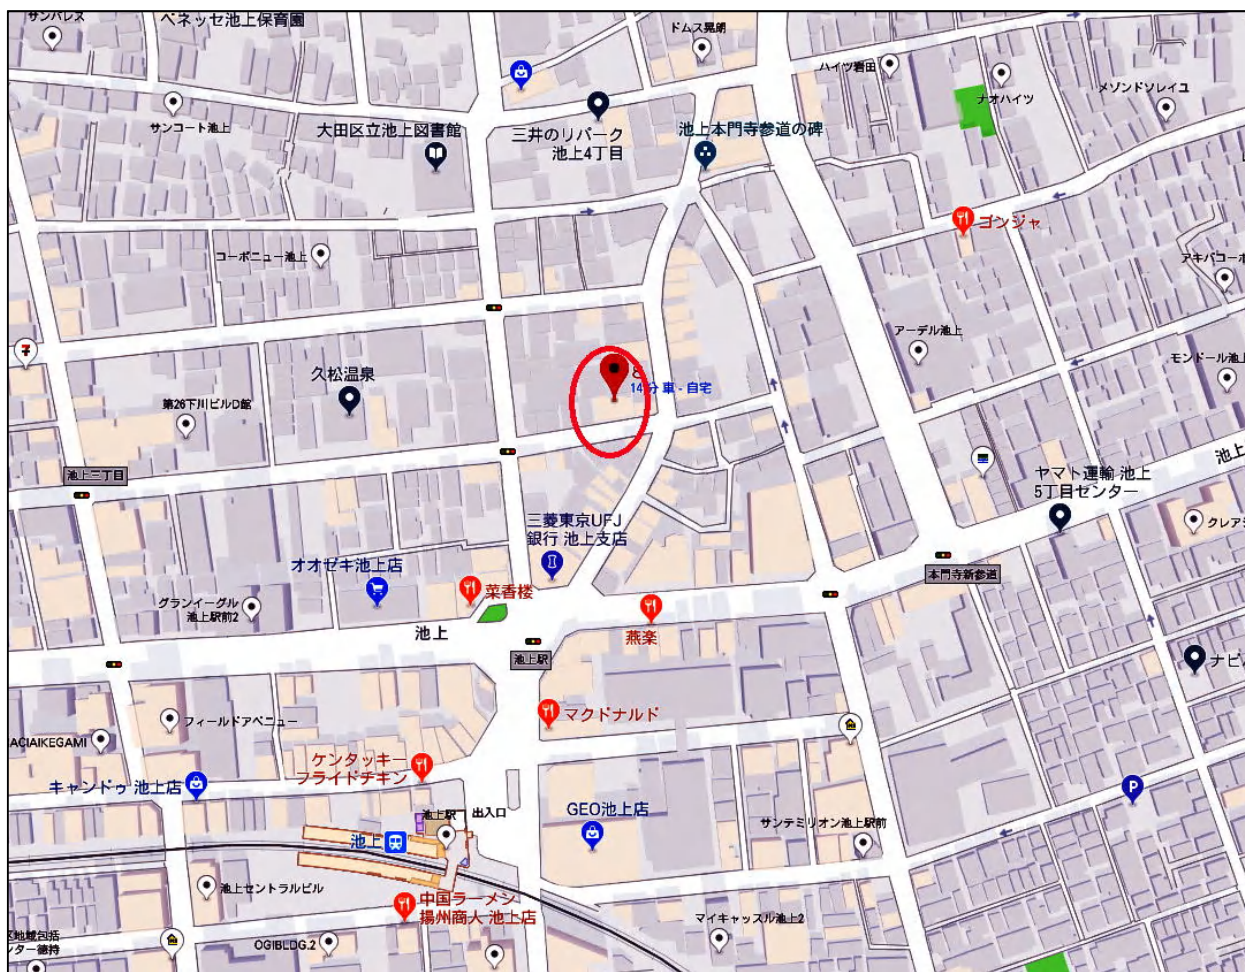 サンパレス
ベネッセ池上保育園
ドムス晃朗
ハイツ岩田
ナオハイツ
メゾンドソレイユ
サンコート池上
大田区立池上図書館
三井のリパーク
池上4丁目
池上本門寺参道の碑
ゴンジャ
コーポニュー池上
アキバコーポ
アーデル池上
久松温泉
14分 車 - 自宅
モンドール池上
第26下川ビルD館
池上三丁目
池上
ヤマト運輸 池上
5丁目センター
クレアシ
三菱東京UFJ
銀行 池上支店
オオゼキ池上店
菜香楼
本門寺新参道
グランイーグル
池上駅前2
池上
燕楽
池上駅
ナビ
フィールドアベニュー
マクドナルド
ACIAIKEGAMI
ケンタッキー
フライドチキン
キャンドゥ 池上店
P
池上駅
出入口
GEO池上店
サンテミリオン池上駅前
池上
池上セントラルビル
中国ラーメン
揚州商人 池上店
マイキャッスル池上2
区地域包括
ンター徳持
OGIBLDG.2